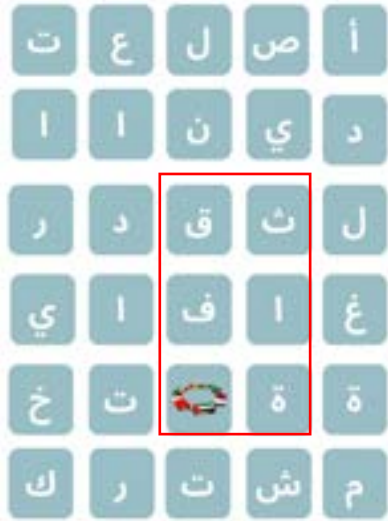 أ ص ل ع ت
د ي ن ا ا
ل ث ق د ر
غ ا ف ا ي
ة ة ت خ
م ش ت ر ك